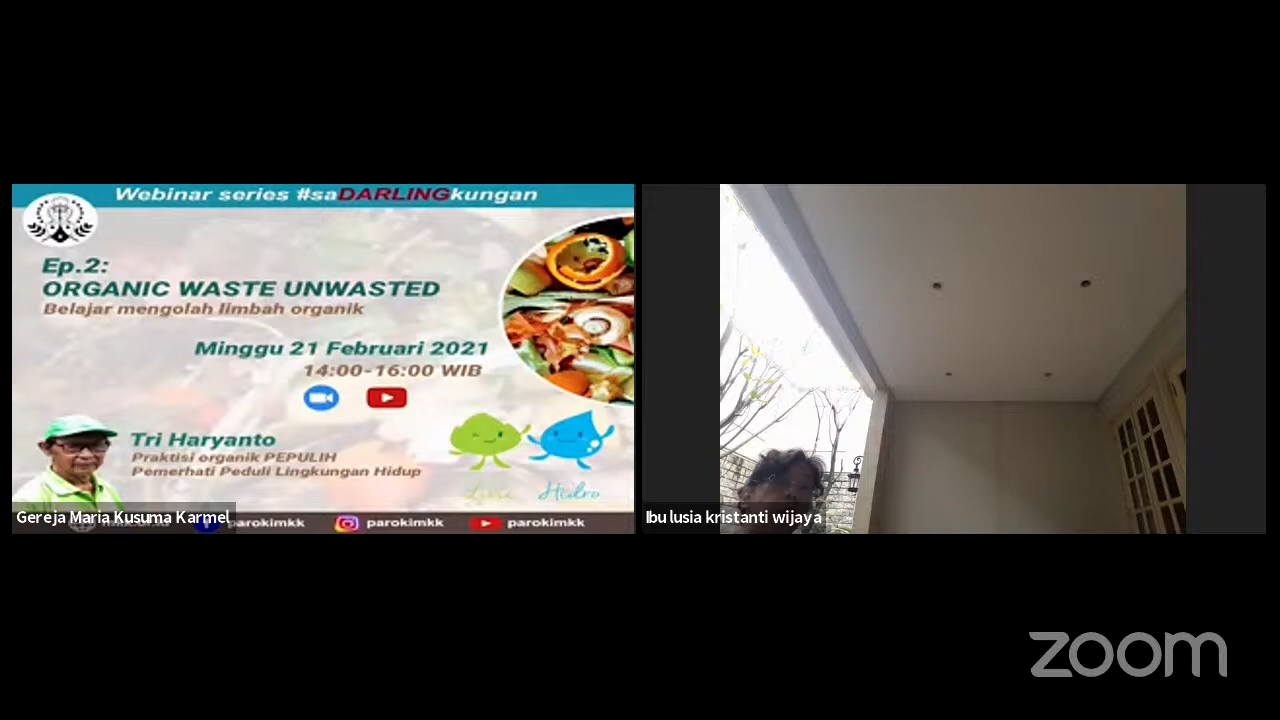 Webinar series #saDARLINGkungan
Ep.2:
ORGANIC WASTE UNWASTED
Belajar mengolah limbah organik
Minggu 21 Februari 2021
14:00-16:00 WIB
Tri Haryanto
Praktisi organik PEPULIH
Pemerhati Peduli Lingkungan Hidup
Hidro
Gereja Maria Kusuma Karmel
parokimkk
parokimkk
parokimkk
Ibu lusia kristanti wijaya
zoom